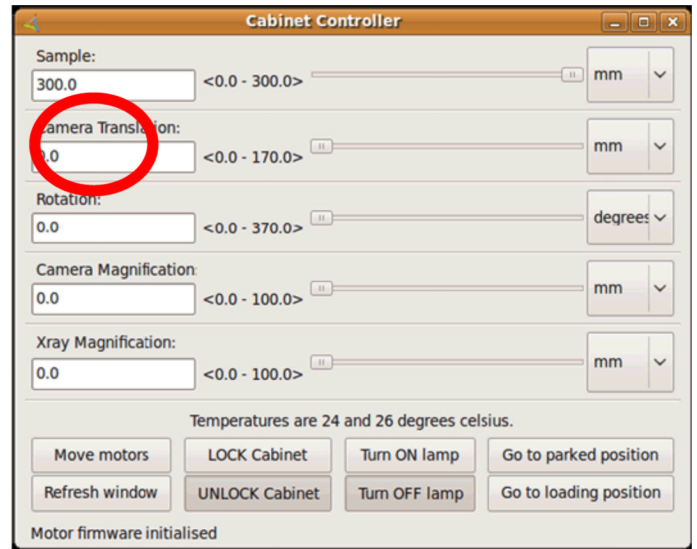 Cabinet Controller
Sample:
300.0 <0.0 - 300.0> mm
Camera Translation:
0.0 <0.0 - 170.0> mm
Rotation:
0.0 <0.0 - 370.0> degrees
Camera Magnification:
0.0 <0.0 - 100.0> mm
Xray Magnification:
0.0 <0.0 - 100.0> mm
Temperatures are 24 and 26 degrees celsius.
Move motors LOCK Cabinet Turn ON lamp Go to parked position
Refresh window UNLOCK Cabinet Turn OFF lamp Go to loading position
Motor firmware initialised